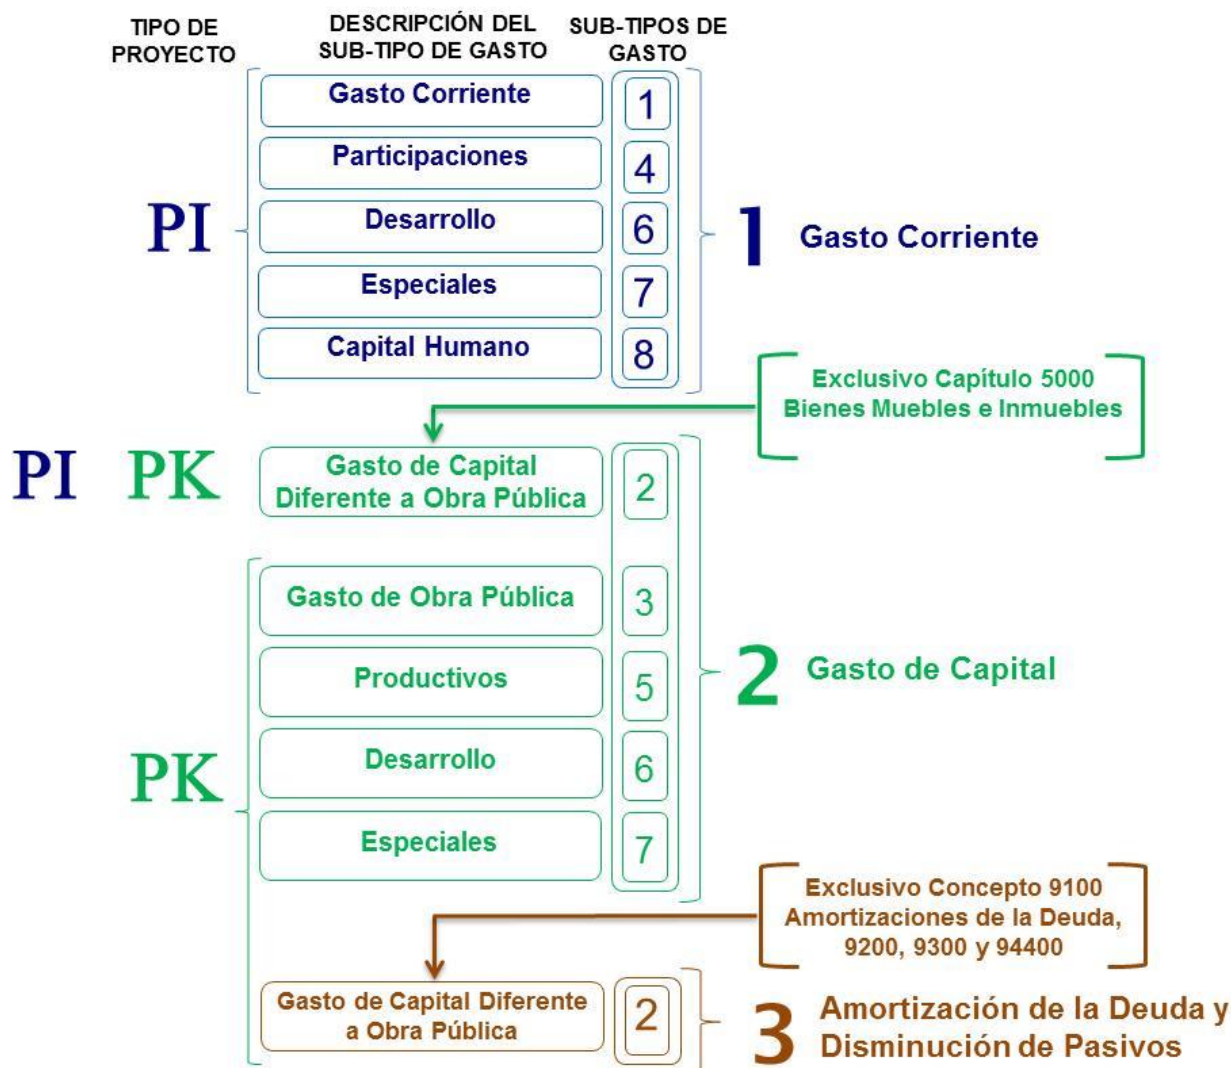 TIPO DE
PROYECTO
DESCRIPCIÓN DEL
SUB-TIPO DE GASTO
SUB-TIPOS DE
GASTO
PI
Gasto Corriente
1
Participaciones
4
Desarrollo
6
Especiales
7
Capital Humano
8
1 Gasto Corriente
Exclusivo Capítulo 5000
Bienes Muebles e Inmuebles
PI PK
Gasto de Capital
Diferente a Obra Pública
2
PK
Gasto de Obra Pública
3
Productivos
5
Desarrollo
6
Especiales
7
2 Gasto de Capital
Exclusivo Concepto 9100
Amortizaciones de la Deuda,
9200, 9300 y 94400
Gasto de Capital Diferente
a Obra Pública
2
3 Amortización de la Deuda y
Disminución de Pasivos